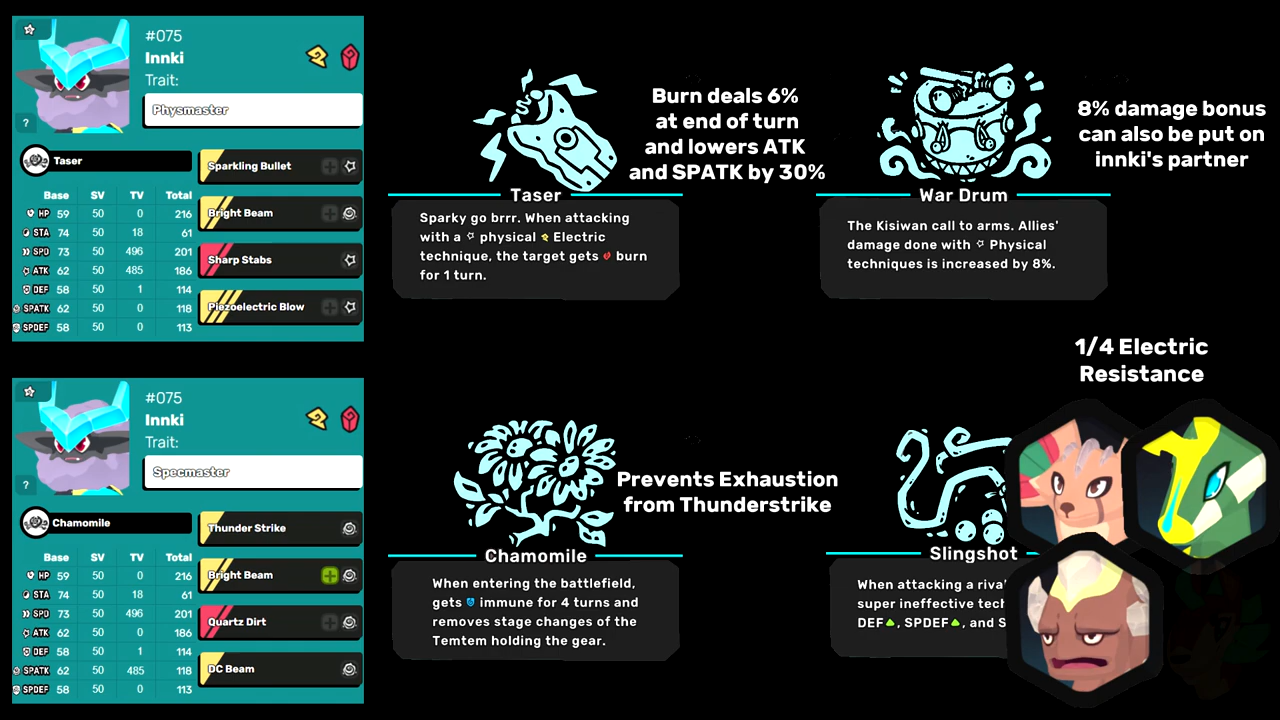 #075
Innki
Trait:
Physmaster
?
Taser
Base SV TV Total
HP 59 50 0 216
STA 74 50 18 61
SPD 73 50 496 201
ATK 62 50 485 186
DEF 58 50 1 114
SPATK 62 50 0 118
SPDEF 58 50 0 113
Sparkling Bullet
Bright Beam
Sharp Stabs
Piezoelectric Blow
Burn deals 6%
at end of turn
and lowers ATK
and SPATK by 30%
Taser
Sparky go brrr. When attacking
with a physical Electric
technique, the target gets burn
for 1 turn.
8% damage bonus
can also be put on
innki's partner
War Drum
The Kisiwan call to arms. Allies'
damage done with Physical
techniques is increased by 8%.
#075
Innki
Trait:
Specmaster
?
Chamomile
Base SV TV Total
HP 59 50 0 216
STA 74 50 18 61
SPD 73 50 496 201
ATK 62 50 0 186
DEF 58 50 1 114
SPATK 62 50 485 118
SPDEF 58 50 0 113
Thunder Strike
Bright Beam
Quartz Dirt
DC Beam
Prevents Exhaustion
from Thunderstrike
Chamomile
When entering the battlefield,
gets immune for 4 turns and
removes stage changes of the
Temtem holding the gear.
1/4 Electric
Resistance
Slingshot
When attacking a
super ineffective
DEF, SPDEF, and